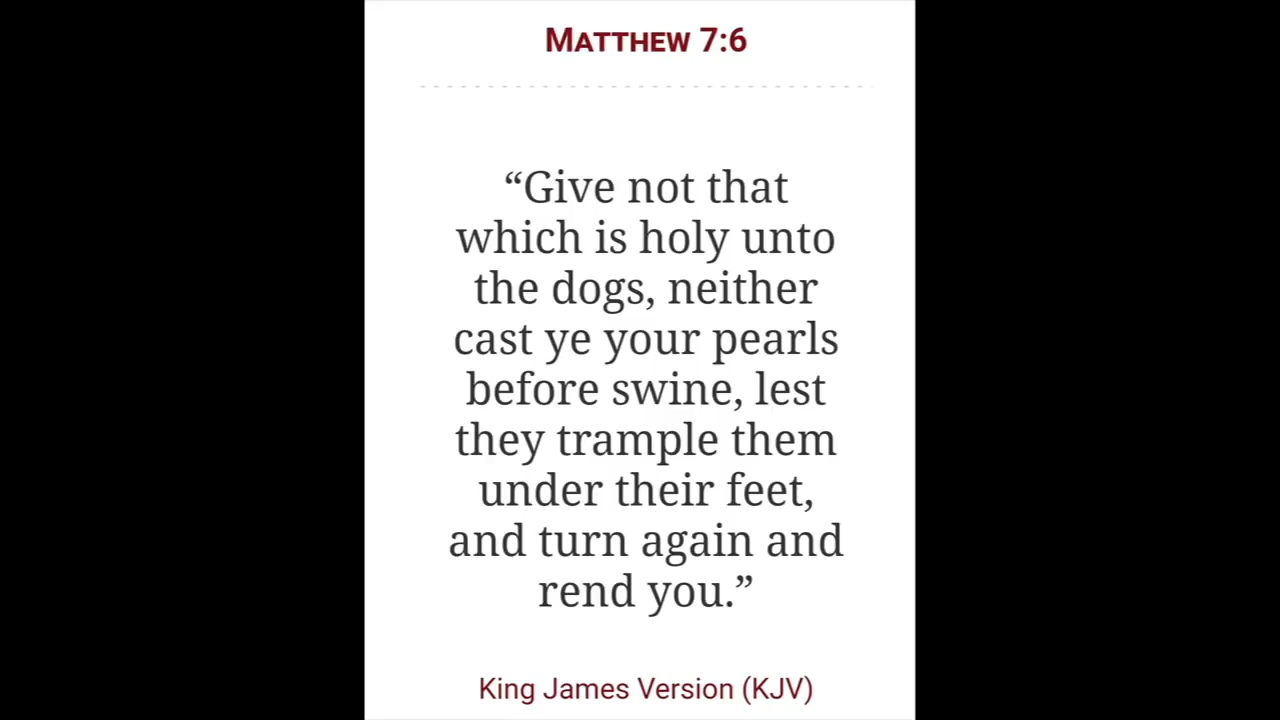 Matthew 7:6
“Give not that
which is holy unto
the dogs, neither
cast ye your pearls
before swine, lest
they trample them
under their feet,
and turn again and
rend you.”
King James Version (KJV)